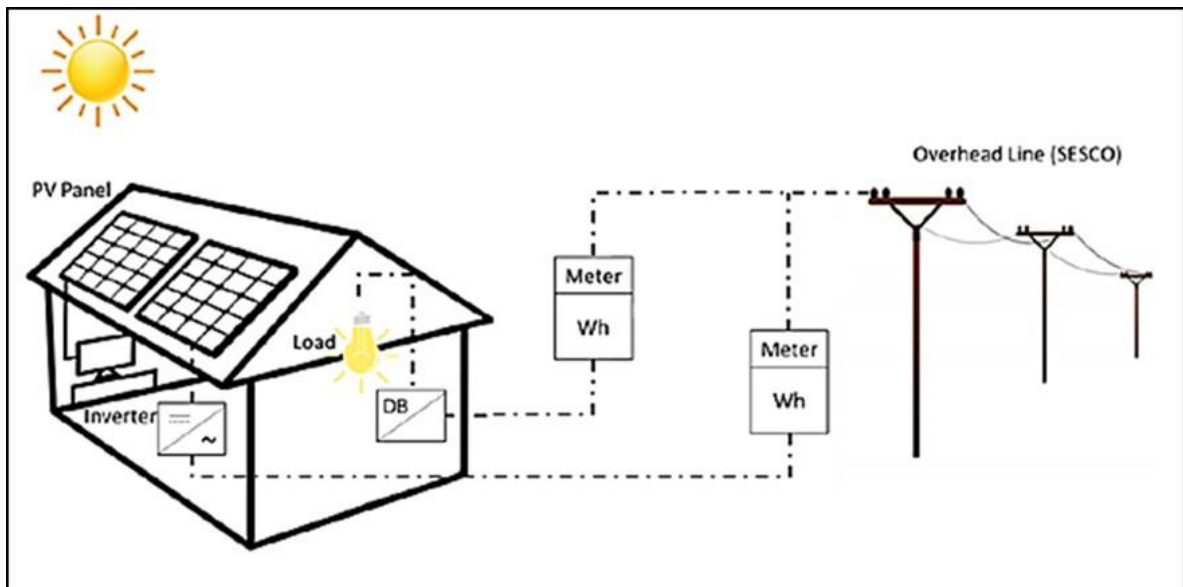 Overhead Line (SESCO)
PV Panel
Meter
Wh
Load
Meter
Wh
DB
Inverter
~